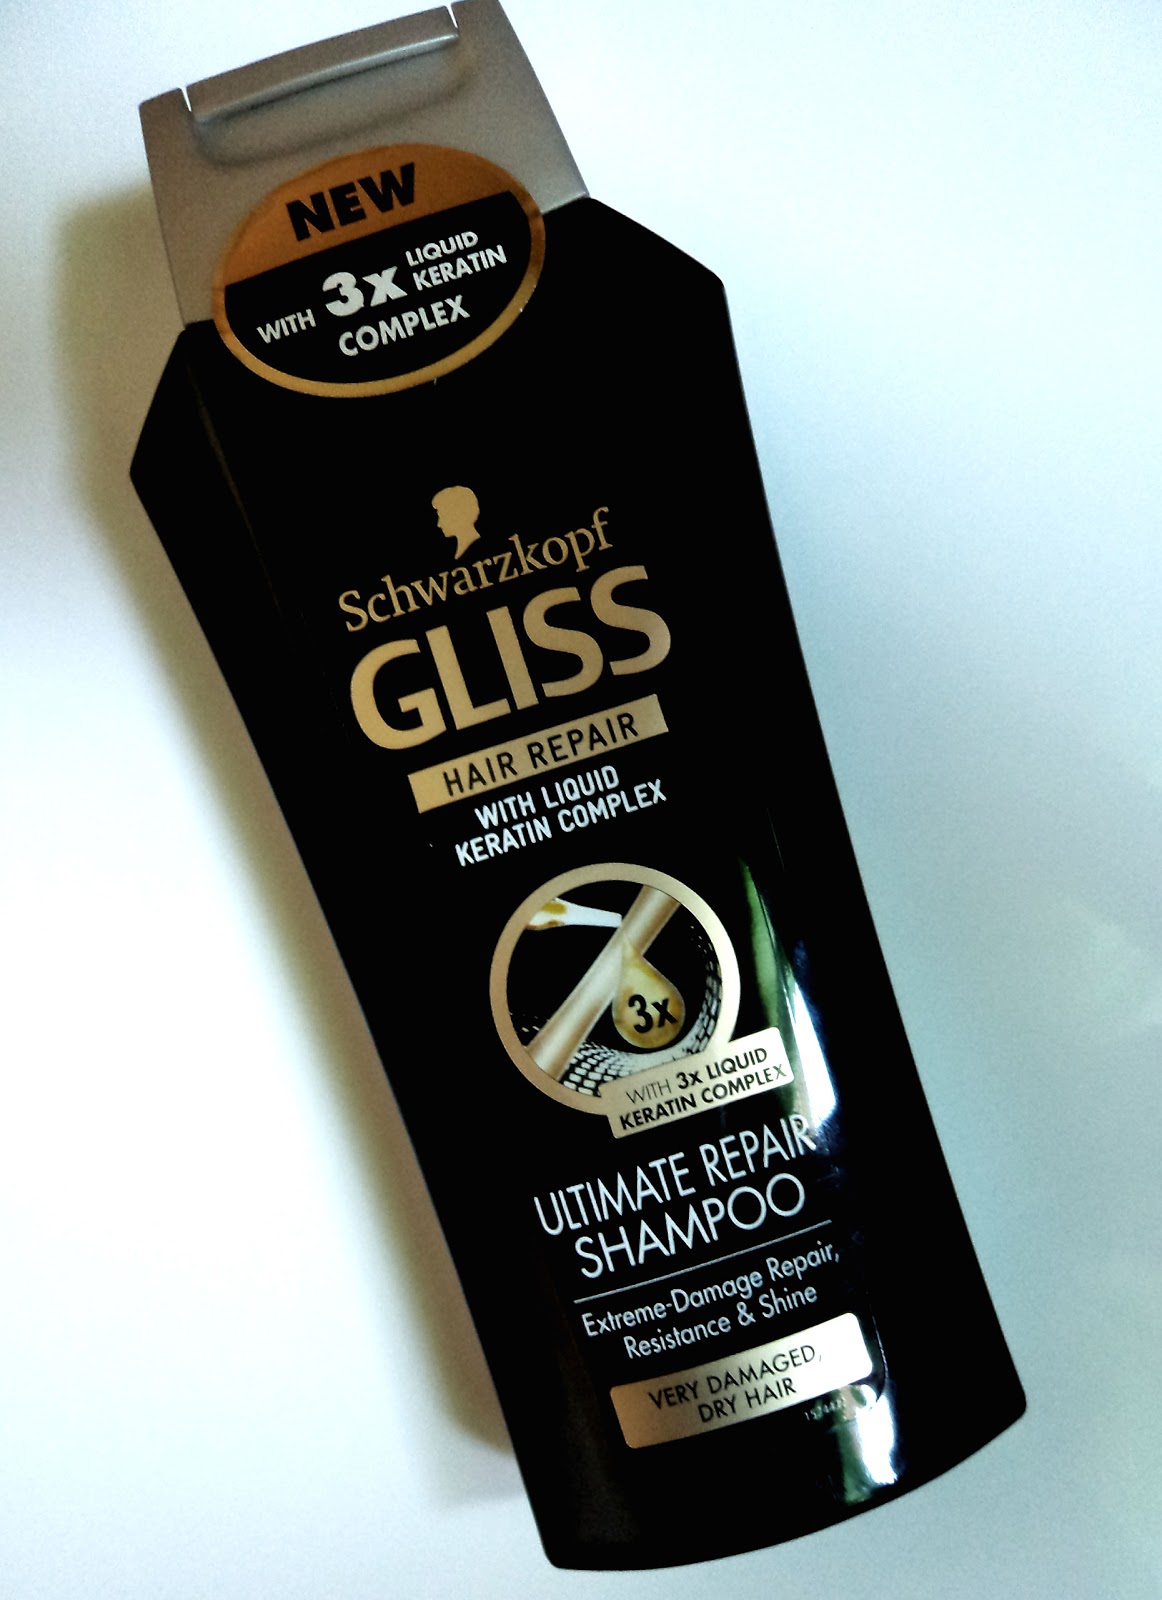 NEW
WITH 3x LIQUID KERATIN
COMPLEX
Schwarzkopf
GLISS
HAIR REPAIR
WITH LIQUID
KERATIN COMPLEX
3x
WITH 3x LIQUID
KERATIN COMPLEX
ULTIMATE REPAIR
SHAMPOO
Extreme-Damage Repair,
Resistance & Shine
VERY DAMAGED,
DRY HAIR